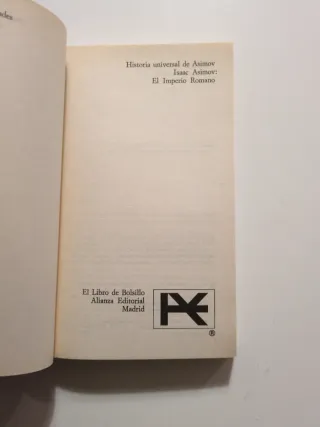 Historia universal de Asimov
Isaac Asimov:
El Imperio Romano
El Libro de Bolsillo
Alianza Editorial
Madrid
®